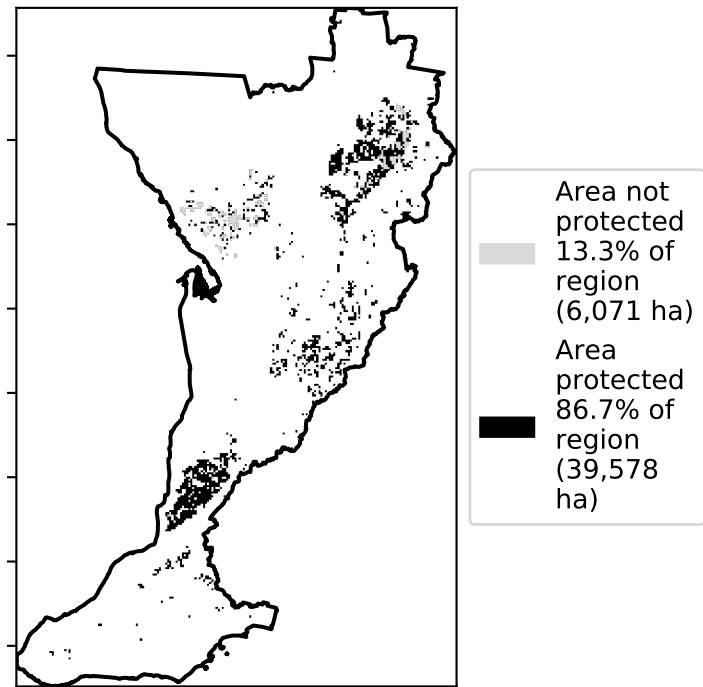 Area not
protected
13.3% of
region
(6,071 ha)
Area
protected
86.7% of
region
(39,578
ha)